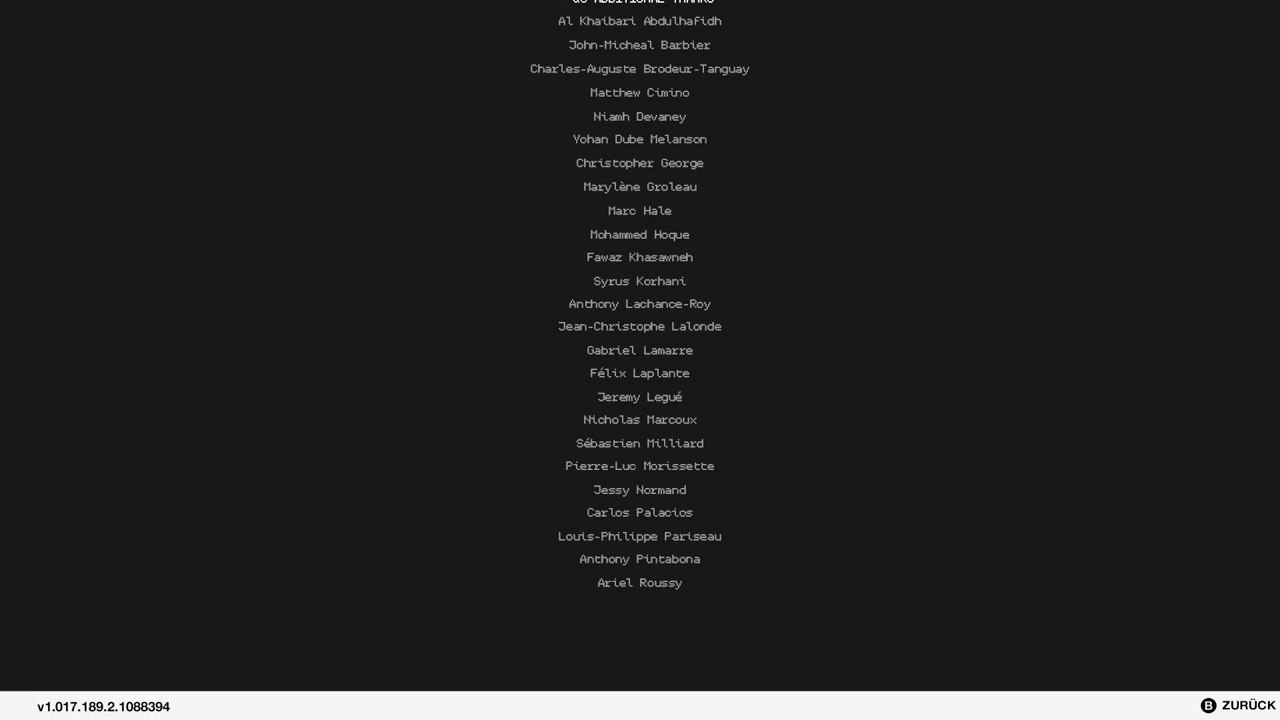 QC ADDITIONAL THANKS
Al Khaibari Abdulhafidh
John-Micheal Barbier
Charles-Auguste Brodeur-Tanguay
Matthew Cimino
Niamh Devaney
Yohan Dube Melanson
Christopher George
Marylène Groleau
Marc Hale
Mohammed Hoque
Fawaz Khasawneh
Syrus Korhani
Anthony Lachance-Roy
Jean-Christophe Lalonde
Gabriel Lamarre
Félix Laplante
Jeremy Legué
Nicholas Marcoux
Sébastien Milliard
Pierre-Luc Morissette
Jessy Normand
Carlos Palacios
Louis-Philippe Pariseau
Anthony Pintabona
Ariel Roussy
v1.017.189.2.1088394
B ZURÜCK